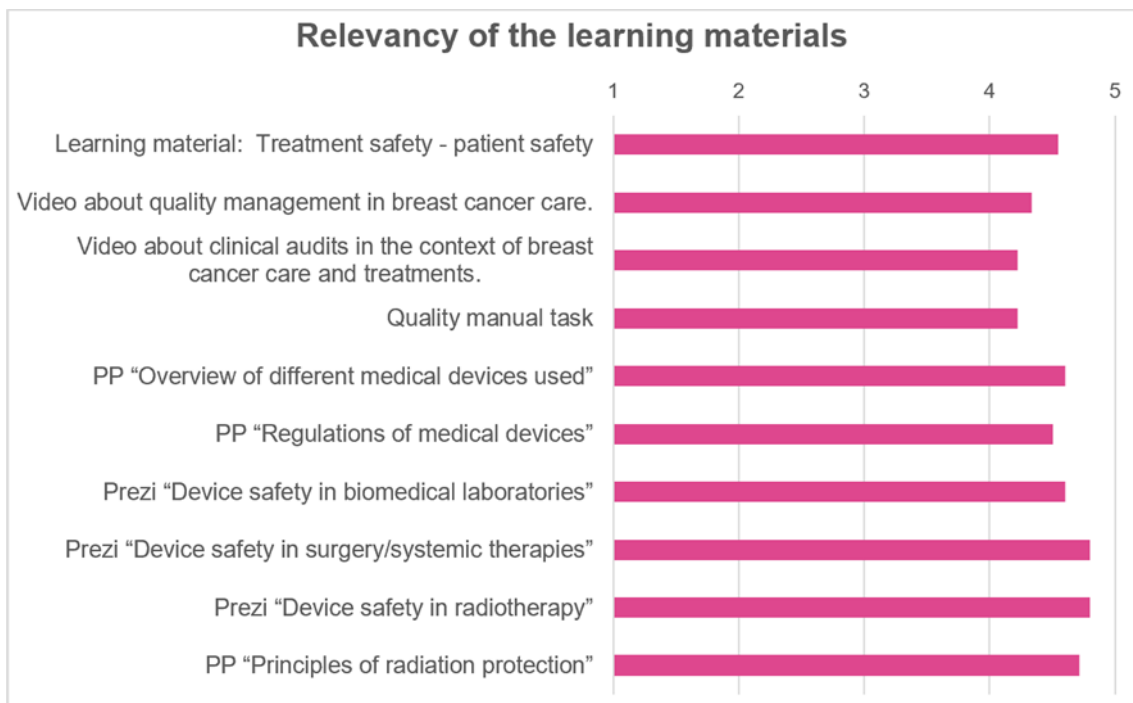 Relevancy of the learning materials
1 2 3 4 5
Learning material:  Treatment safety - patient safety
Video about quality management in breast cancer care.
Video about clinical audits in the context of breast
cancer care and treatments.
Quality manual task
PP “Overview of different medical devices used”
PP “Regulations of medical devices”
Prezi “Device safety in biomedical laboratories”
Prezi “Device safety in surgery/systemic therapies”
Prezi “Device safety in radiotherapy”
PP “Principles of radiation protection”